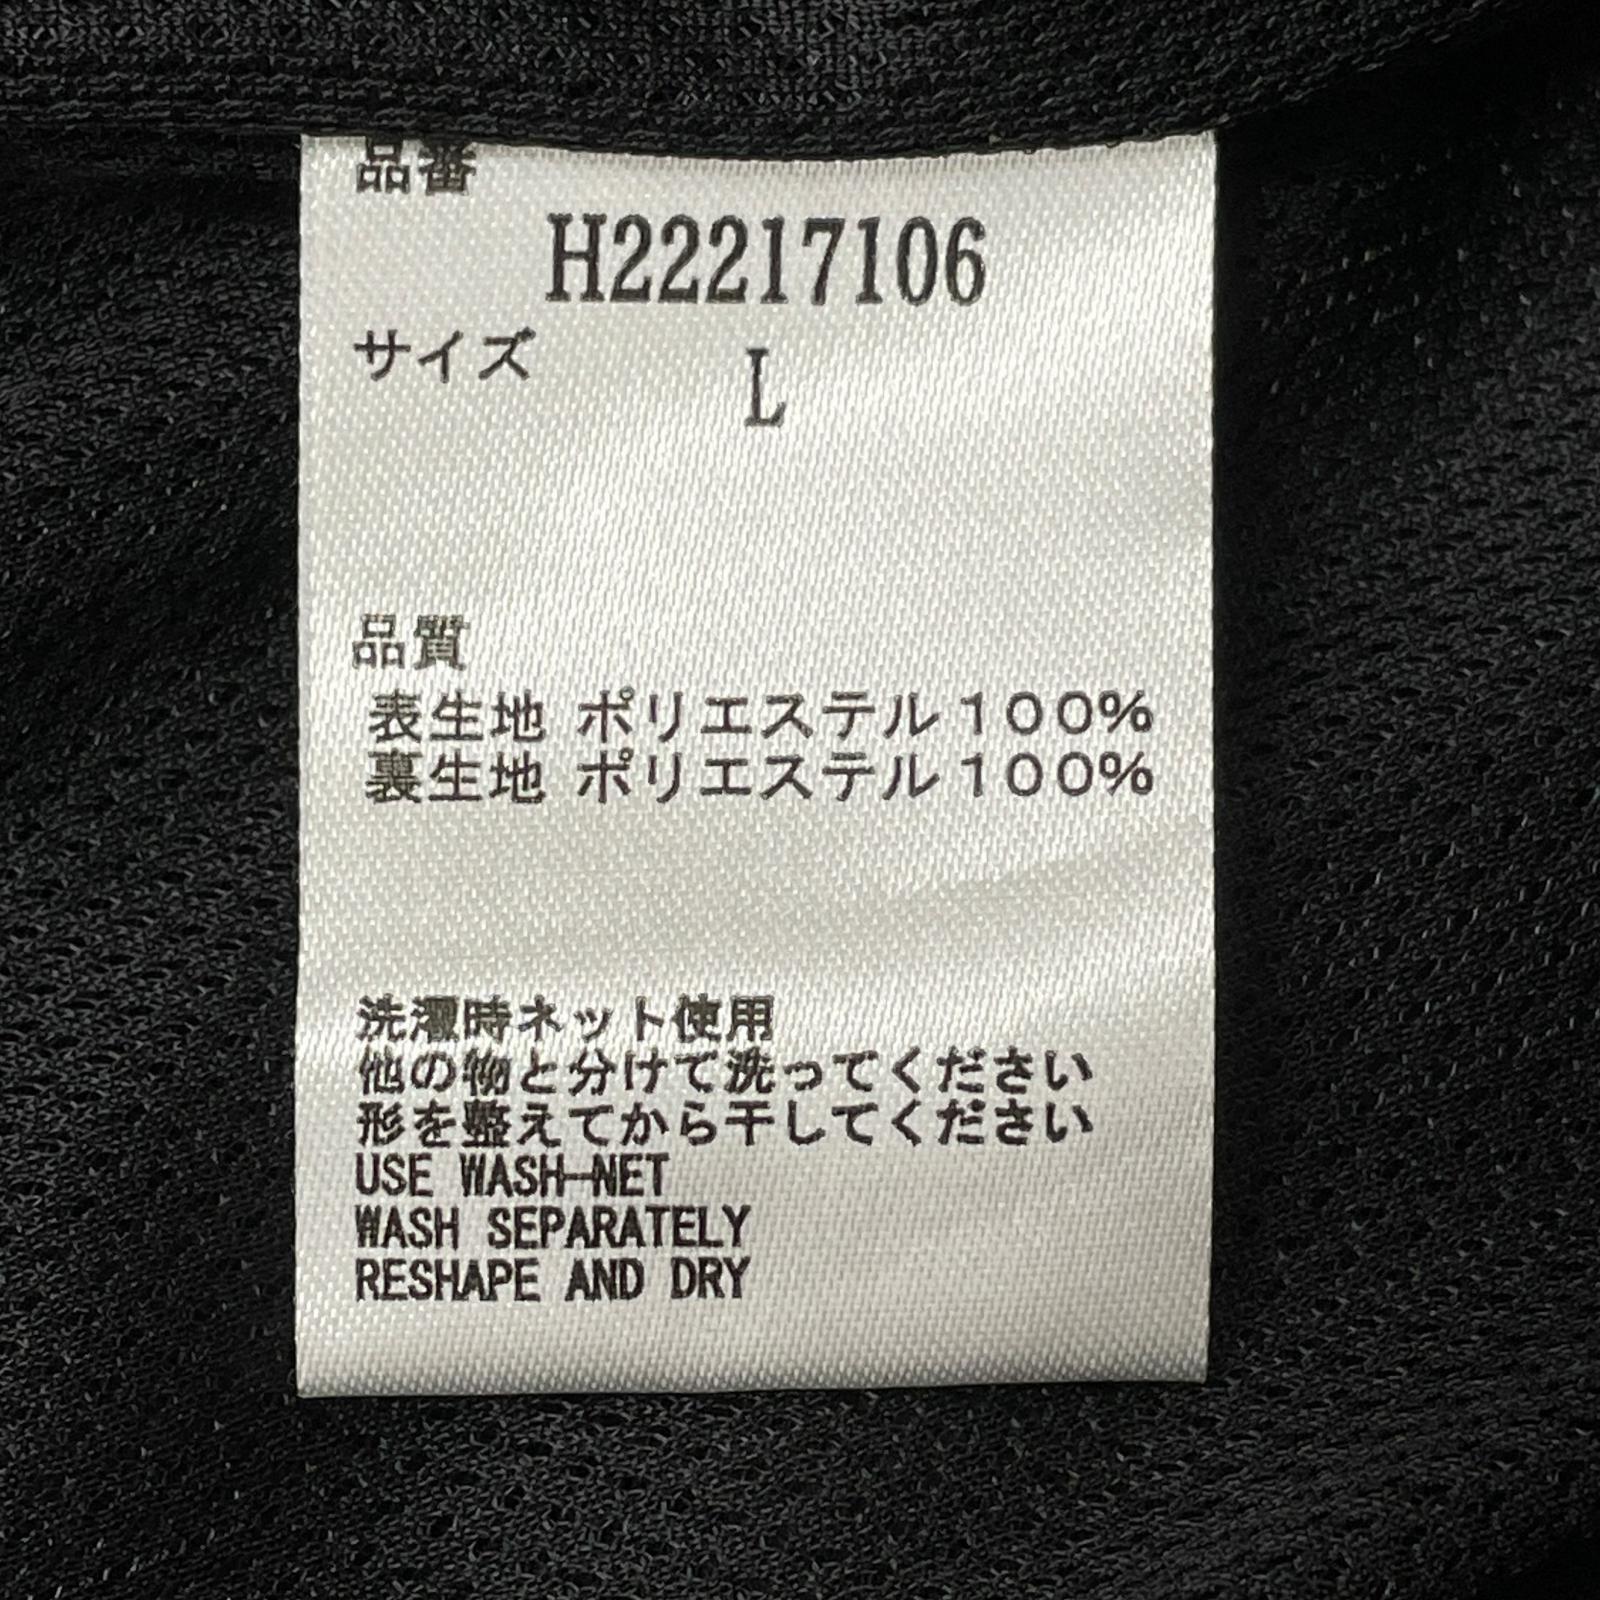 品番
H22217106
サイズ
L
品質
表生地 ポリエステル100%
裏生地 ポリエステル100%
洗濯時ネット使用
他の物と分けて洗ってください
形を整えてから干してください
USE WASH-NET
WASH SEPARATELY
RESHAPE AND DRY